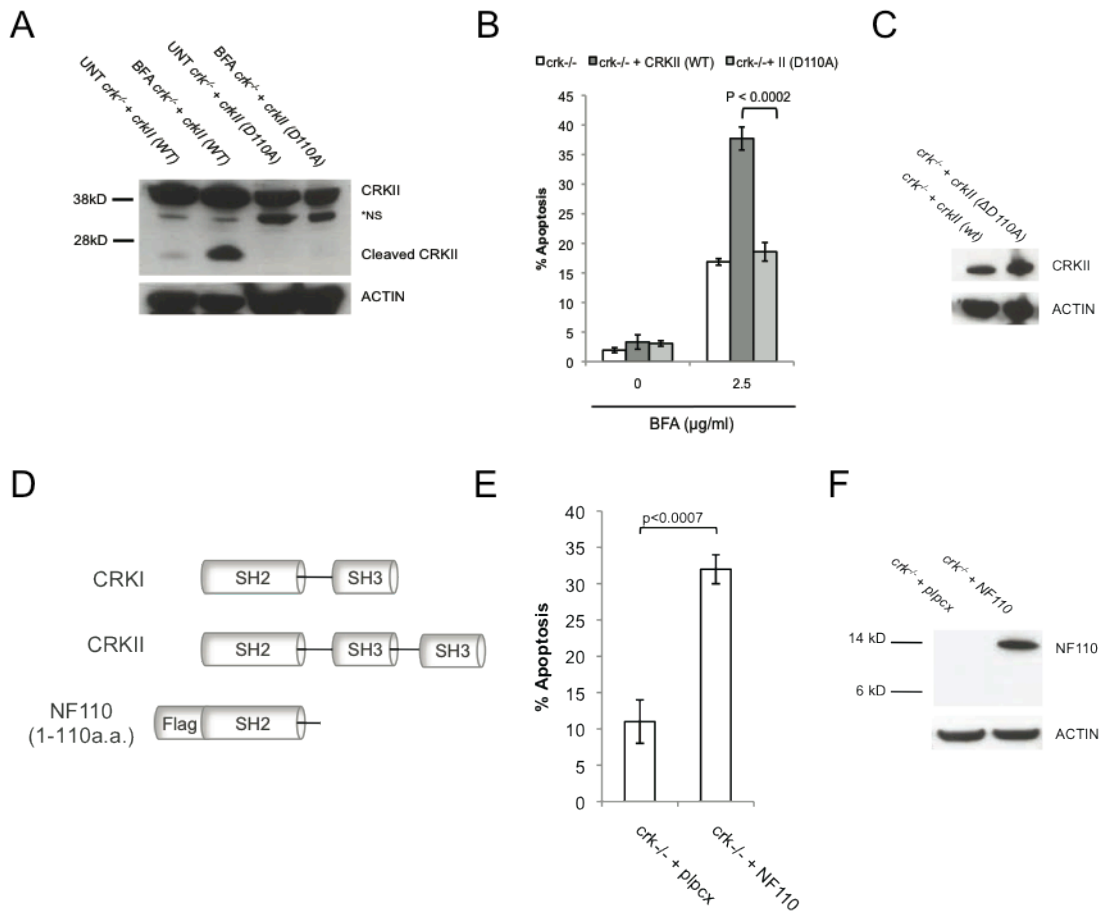 A
UNT crk-/- + crkII (WT)
BFA crk-/- + crkII (WT)
UNT crk-/- + crkII (D110A)
BFA crk-/- + crkII (D110A)
38kD
28kD
CRKII
*NS
Cleaved CRKII
ACTIN
B
crk-/- crk-/- + CRKII (WT) crk-/-+ II (D110A)
P < 0.0002
% Apoptosis
45
40
35
30
25
20
15
10
5
0
0 2.5
BFA (µg/ml)
C
crk-/- + crkII (wt)
crk-/- + crkII (ΔD110A)
CRKII
ACTIN
D
CRKI
SH2 SH3
CRKII
SH2 SH3 SH3
NF110
(1-110a.a.)
Flag SH2
E
p<0.0007
% Apoptosis
40
35
30
25
20
15
10
5
0
crk-/- + plpcx
crk-/- + NF110
F
crk-/- + plpcx
crk-/- + NF110
14 kD
6 kD
NF110
ACTIN